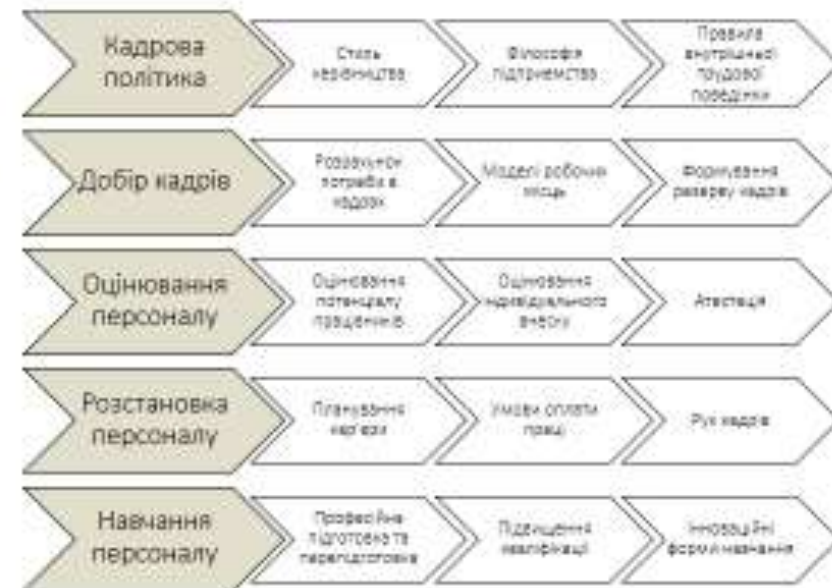 Кадрова
політика
Стиль
керівництва
Філософія
підприємства
Правила
внутрішньої
трудової
поведінки
Добір кадрів
Розрахунок
потреби в
кадрах
Моделі робочих
місць
Формування
резерву кадрів
Оцінювання
персоналу
Оцінювання
потенціалу
працівників
Оцінювання
індивідуального
внеску
Атестація
Розстановка
персоналу
Планування
кар'єри
Умови оплати
праці
Рух кадрів
Навчання
персоналу
Професійна
підготовка та
перепідготовка
Підвищення
кваліфікації
Інноваційні
форми навчання